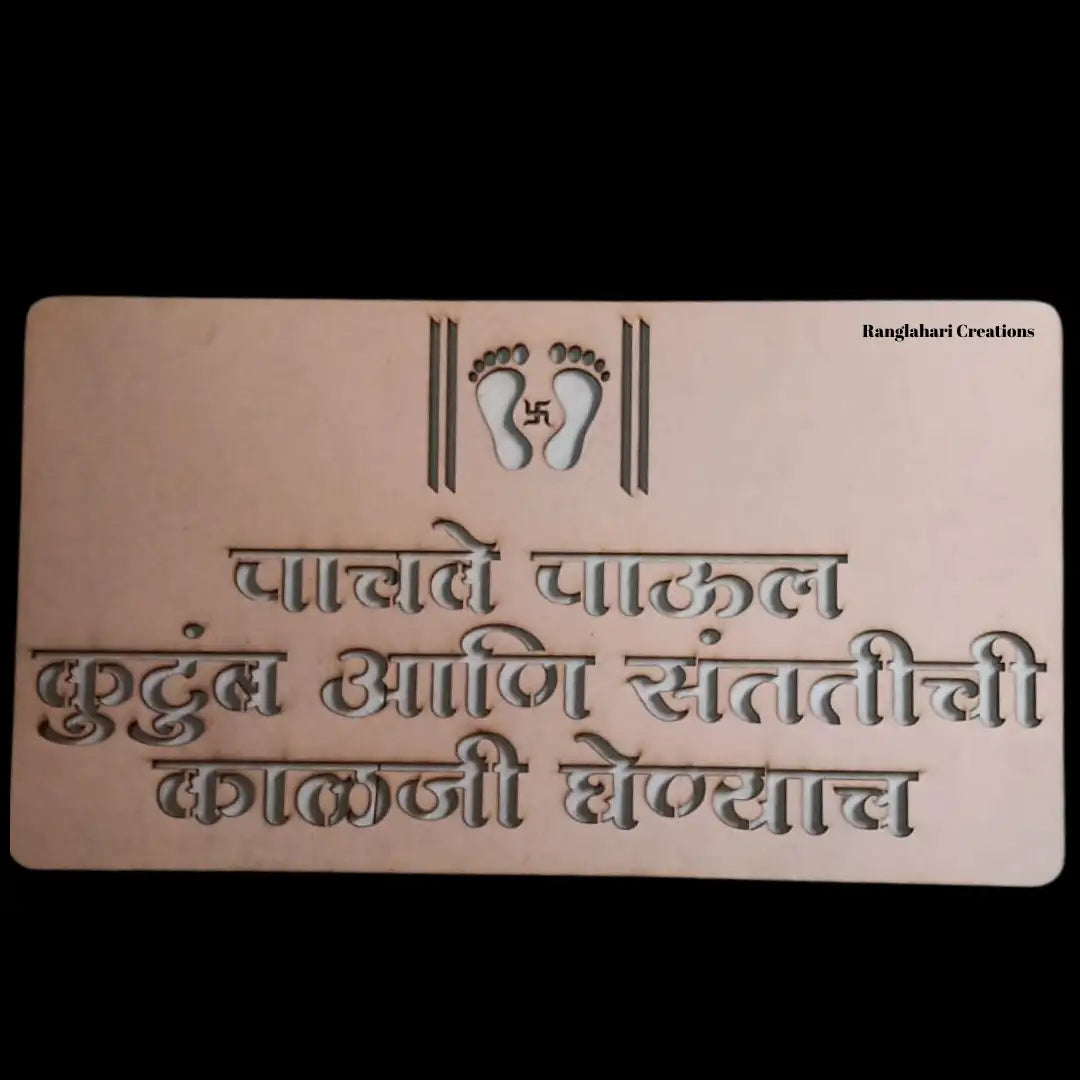 Ranglahari Creations
पाचवे पाऊल
कुटुंब आणि संततीची
काळजी घेण्याच